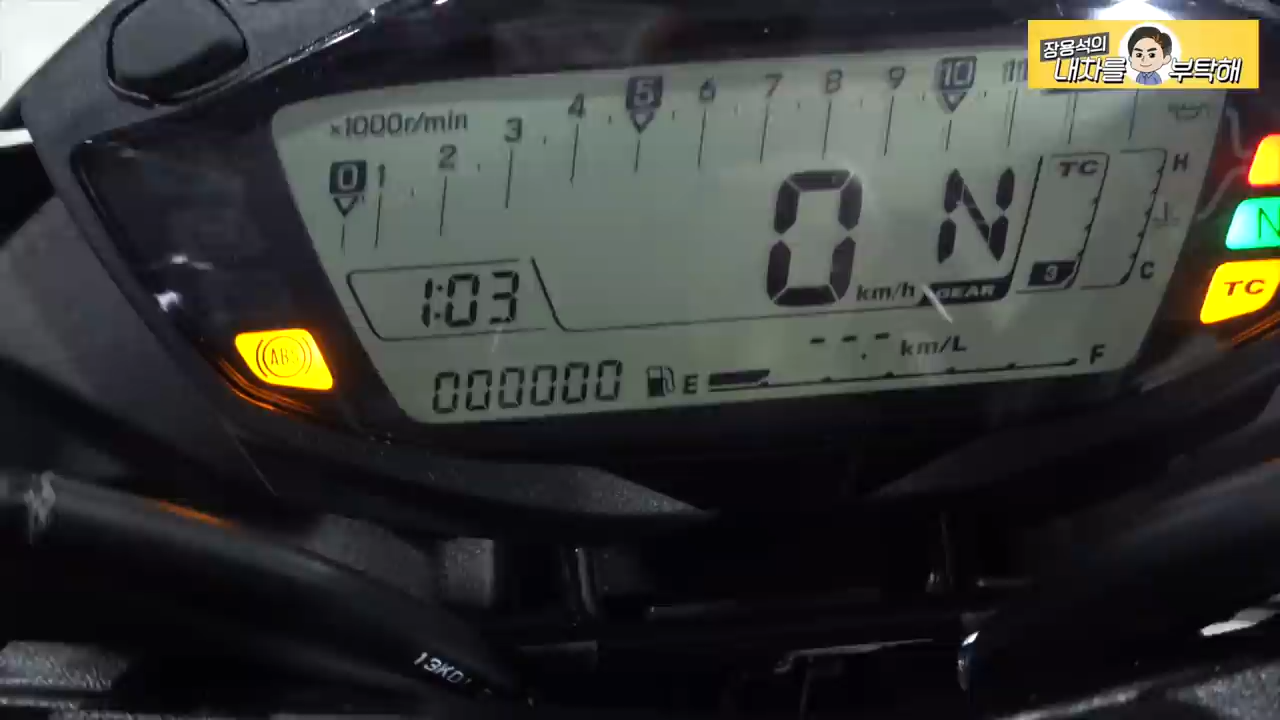 장용석의
내차를 부탁해
×1000r/min
0 1 2 3 4 5 6 7 8 9 10 11
TC
H
0 km/h
N
GEAR
3
C
N
TC
1:03
ABS
--.- km/L
000000
E
F